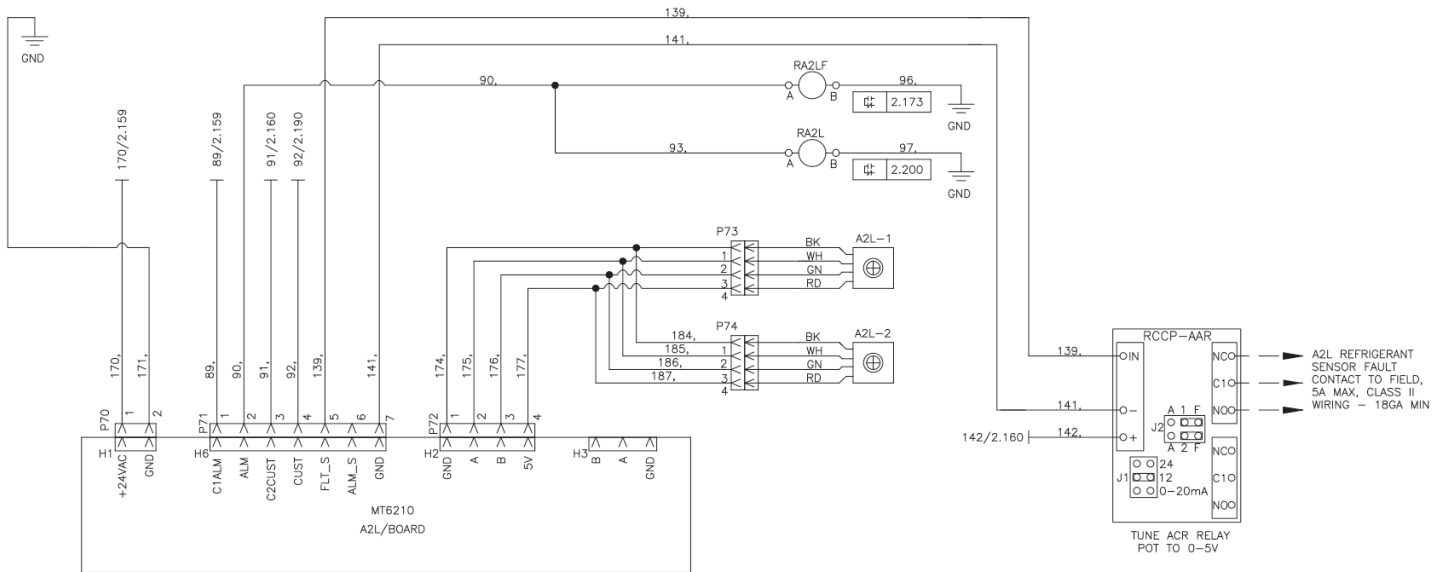 139,
GND
141,
RA2LF
90,
96,
A
B
2.173
GND
170/2.159
89/2.159
91/2.160
92/2.190
RA2L
93,
97,
A
B
2.200
GND
P73
BK
A2L-1
1
WH
2
GN
3
RD
4
P74
BK
A2L-2
184,
185,
1
WH
186,
2
GN
187,
3
RD
4
170,
171,
89,
90,
91,
92,
139,
141,
174,
175,
176,
177,
P70
1
2
P71
1
2
3
4
5
6
7
P72
1
2
3
4
H1
+24VAC
GND
H6
C1ALM
ALM
C2CUST
CUST
FLT_S
ALM_S
GND
H2
GND
A
B
5V
H3
B
A
GND
MT6210
A2L/BOARD
RCCP-AAR
139,
IN
NC
A2L REFRIGERANT
SENSOR FAULT
C1
CONTACT TO FIELD,
5A MAX, CLASS II
141,
-
NO
WIRING - 18GA MIN
A 1 F
J2
142/2.160
142,
+
A 2 F
NC
24
J1
12
C1
0-20mA
NO
TUNE ACR RELAY
POT TO 0-5V